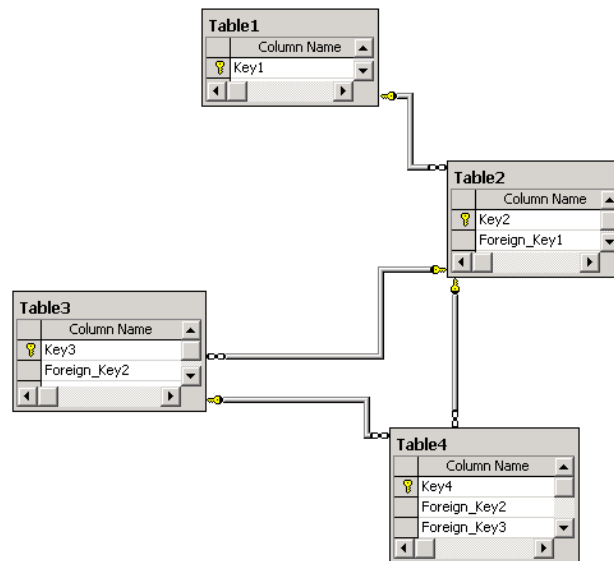 Table1
Column Name
Key1
Table2
Column Name
Key2
Foreign_Key1
Table3
Column Name
Key3
Foreign_Key2
Table4
Column Name
Key4
Foreign_Key2
Foreign_Key3